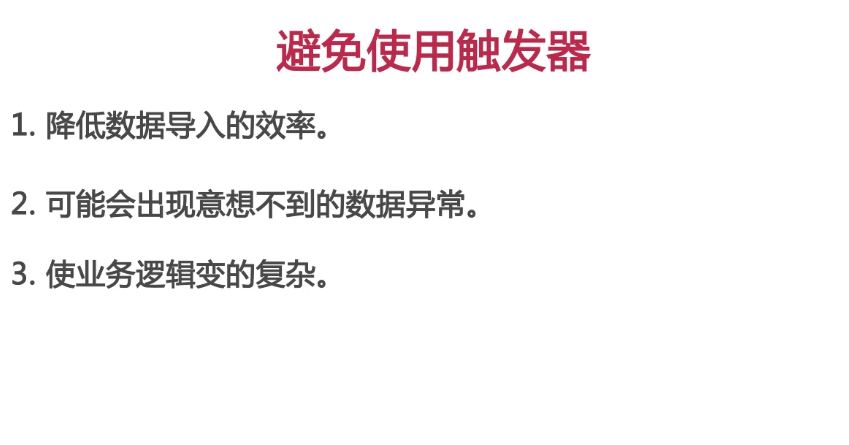 避免使用触发器
1. 降低数据导入的效率。
2. 可能会出现意想不到的数据异常。
3. 使业务逻辑变的复杂。